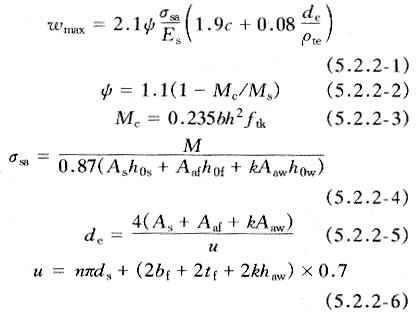 w_max = 2.1ψ σ_sa/E_s (1.9c + 0.08 d_e/ρ_te)
(5.2.2-1)
ψ = 1.1(1 - M_c/M_s) (5.2.2-2)
M_c = 0.235bh²f_tk (5.2.2-3)
σ_sa = M/0.87(A_s h_0s + A_af h_0f + kA_aw h_0w)
(5.2.2-4)
d_e = 4(A_s + A_af + kA_aw)/u (5.2.2-5)
u = nπd_s + (2b_f + 2t_f + 2kh_aw) × 0.7
(5.2.2-6)